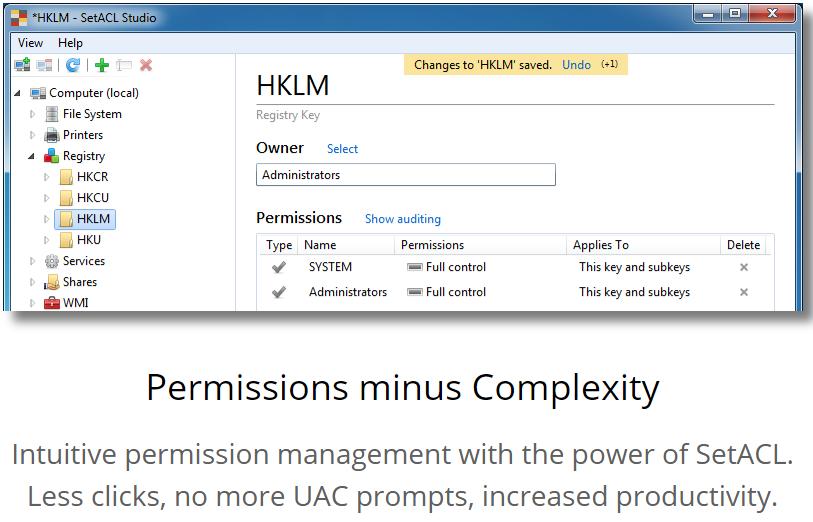 *HKLM - SetACL Studio
View Help
Computer (local)
File System
Printers
Registry
HKCR
HKCU
HKLM
HKU
Services
Shares
WMI
Changes to 'HKLM' saved. Undo (+1)
HKLM
Registry Key
Owner Select
Administrators
Permissions Show auditing
Type Name Permissions Applies To Delete
SYSTEM Full control This key and subkeys
Administrators Full control This key and subkeys
Permissions minus Complexity
Intuitive permission management with the power of SetACL.
Less clicks, no more UAC prompts, increased productivity.